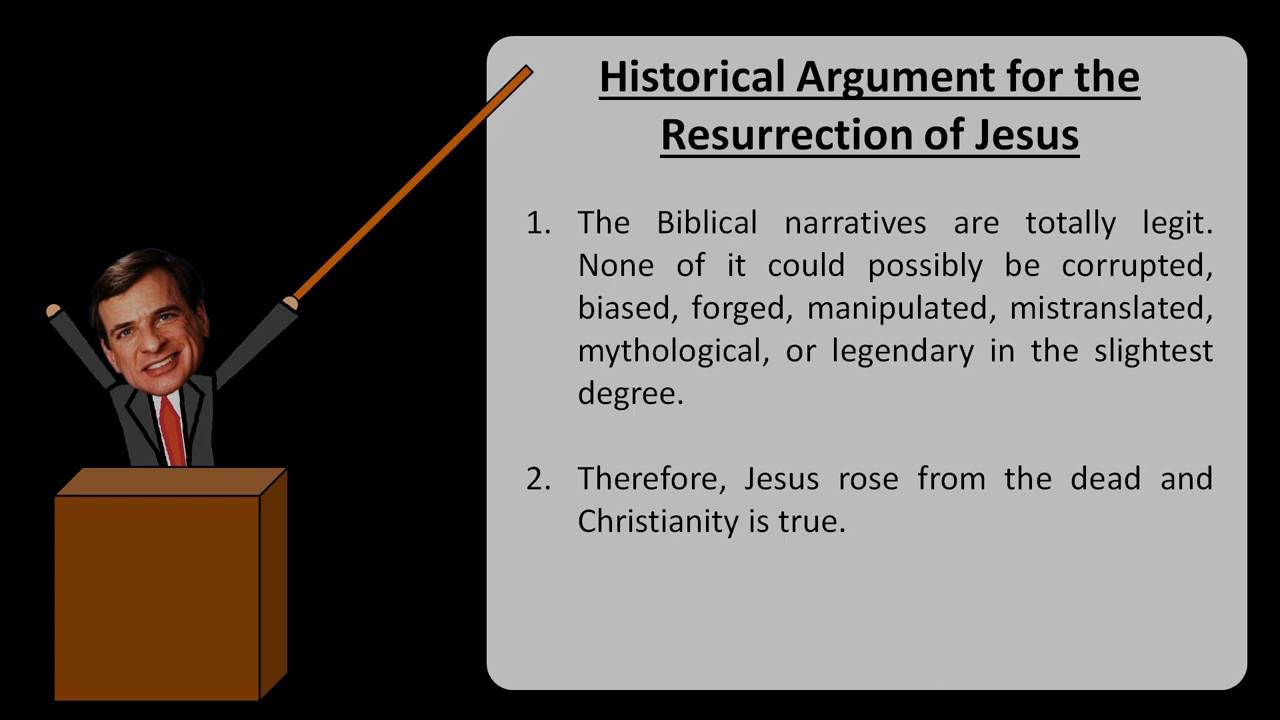 Historical Argument for the
Resurrection of Jesus
1. The Biblical narratives are totally legit.
None of it could possibly be corrupted,
biased, forged, manipulated, mistranslated,
mythological, or legendary in the slightest
degree.
2. Therefore, Jesus rose from the dead and
Christianity is true.